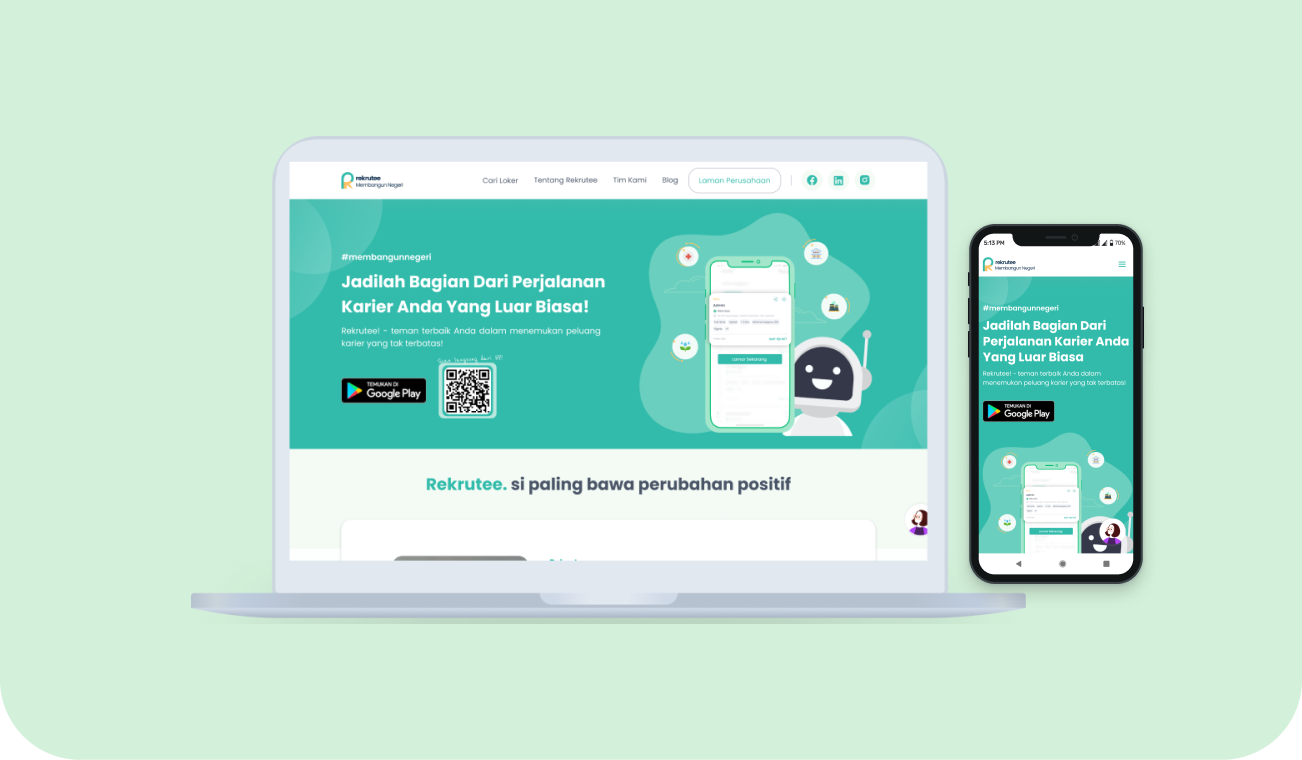 rekrutee
Membangun Negeri
Cari Loker
Tentang Rekrutee
Tim Kami
Blog
Laman Perusahaan
#membangunnegeri
Jadilah Bagian Dari Perjalanan
Karier Anda Yang Luar Biasa!
Rekrutee! - teman terbaik Anda dalam menemukan peluang
karier yang tak terbatas!
TEMUKAN DI
Google Play
Lamar Sekarang
Rekrutee. si paling bawa perubahan positif
5:13 PM
70%
rekrutee
Membangun Negeri
#membangunnegeri
Jadilah Bagian Dari
Perjalanan Karier Anda
Yang Luar Biasa
Rekrutee! - teman terbaik Anda dalam
menemukan peluang karier yang tak terbatas!
TEMUKAN DI
Google Play
Lamar Sekarang